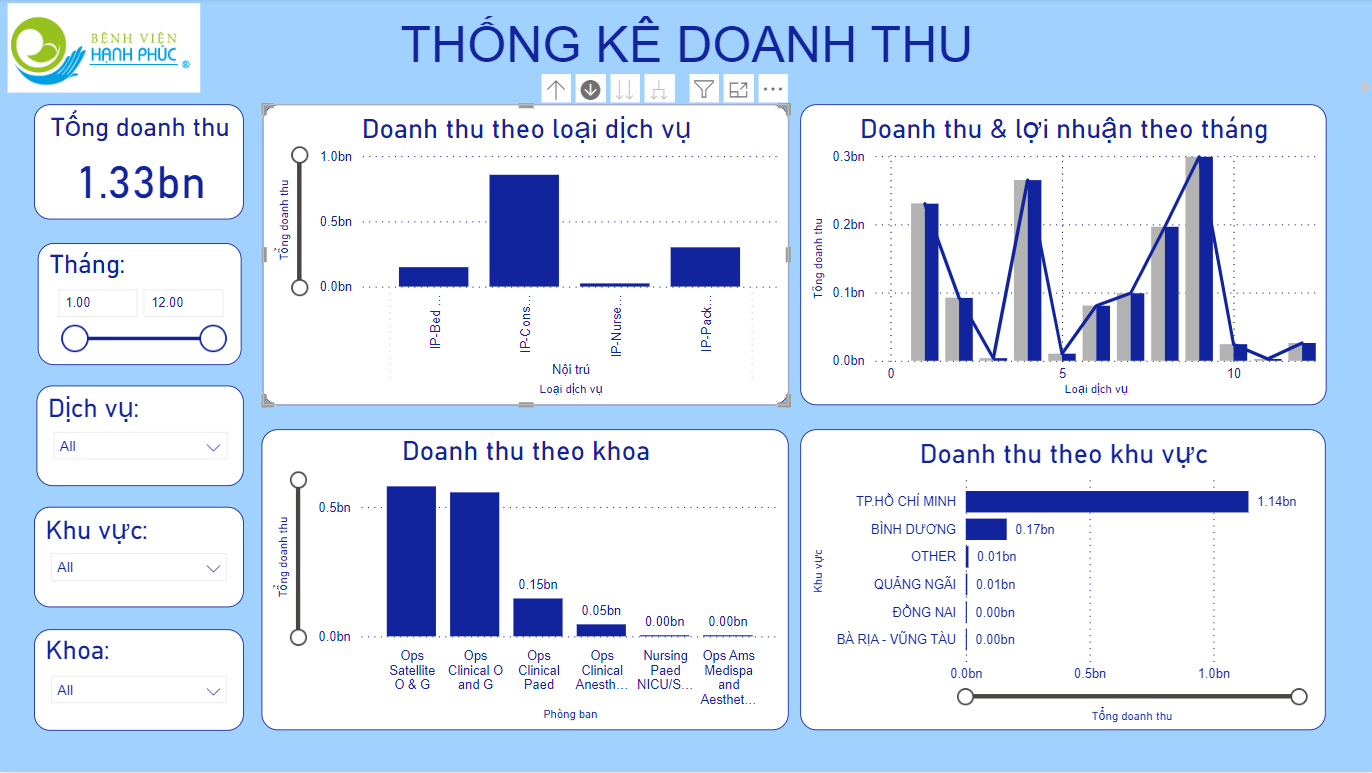 BỆNH VIỆN
HẠNH PHÚC ®
THỐNG KÊ DOANH THU
Tổng doanh thu
1.33bn
Tháng:
1.00
12.00
Dịch vụ:
All
Khu vực:
All
Khoa:
All
Doanh thu theo loại dịch vụ
Tổng doanh thu
1.0bn
0.5bn
0.0bn
IP-Bed ...
IP-Cons...
IP-Nurse...
IP-Pack...
Nội trú
Loại dịch vụ
Doanh thu & lợi nhuận theo tháng
Tổng doanh thu
0.3bn
0.2bn
0.1bn
0.0bn
0
5
10
Loại dịch vụ
Doanh thu theo khoa
Tổng doanh thu
0.5bn
0.0bn
0.15bn
0.05bn
0.00bn
0.00bn
Ops
Satellite
O & G
Ops
Clinical O
and G
Ops
Clinical
Paed
Ops
Clinical
Anesth...
Nursing
Paed
NICU/S...
Ops Ams
Medispa
and
Aesthet...
Phòng ban
Doanh thu theo khu vực
Khu vực
TP.HỒ CHÍ MINH
1.14bn
BÌNH DƯƠNG
0.17bn
OTHER
0.01bn
QUẢNG NGÃI
0.01bn
ĐỒNG NAI
0.00bn
BÀ RỊA - VŨNG TÀU
0.00bn
0.0bn
0.5bn
1.0bn
Tổng doanh thu